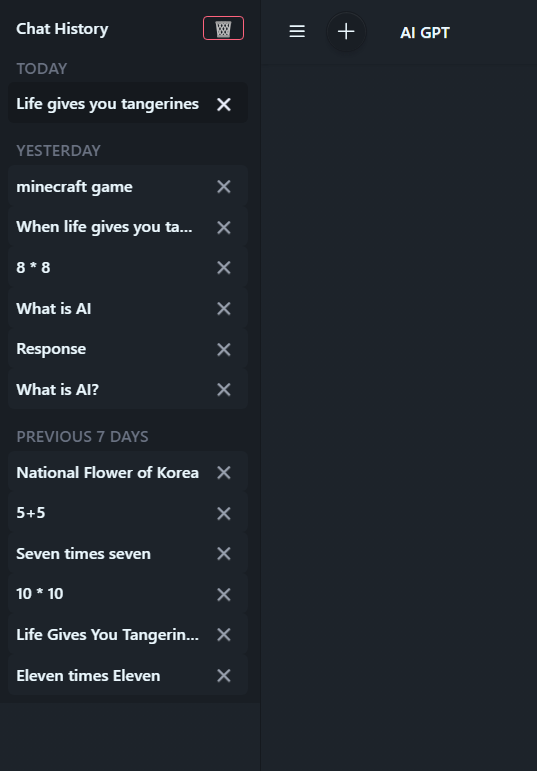 Chat History
AI GPT
TODAY
Life gives you tangerines
YESTERDAY
minecraft game
When life gives you ta...
8 * 8
What is AI
Response
What is AI?
PREVIOUS 7 DAYS
National Flower of Korea
5+5
Seven times seven
10 * 10
Life Gives You Tangerin...
Eleven times Eleven